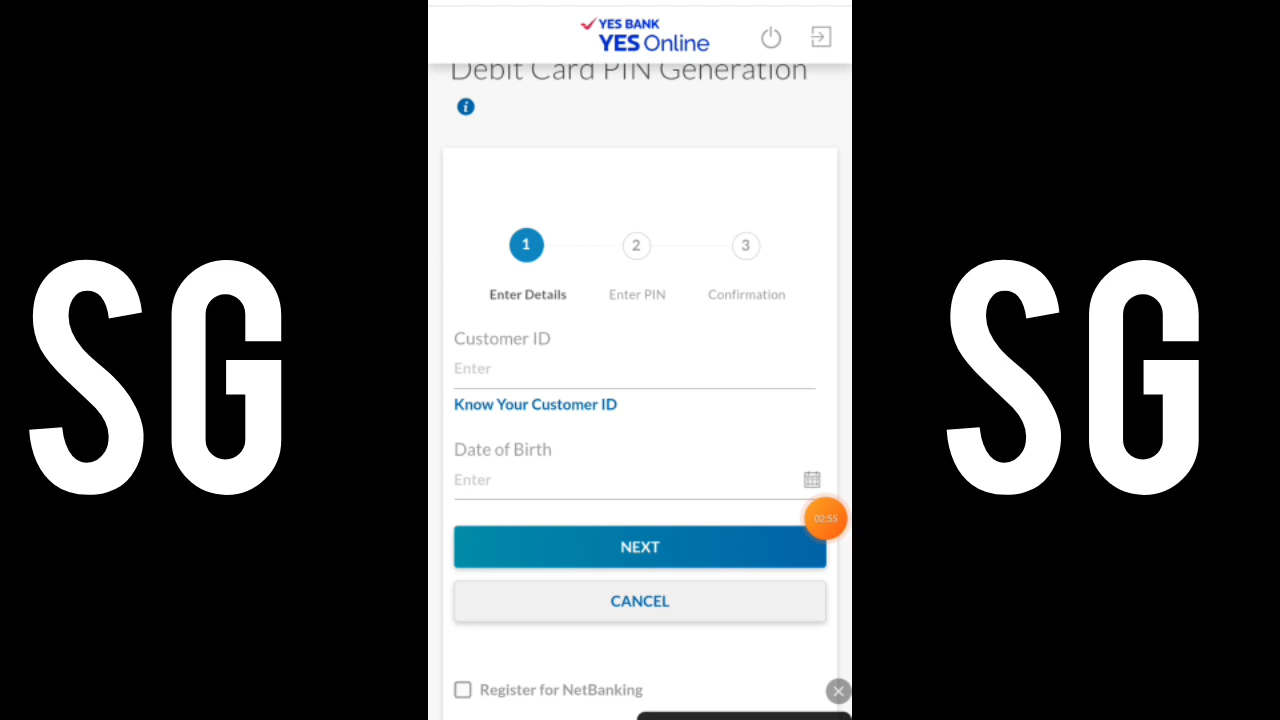 YES BANK
YES Online
Debit Card PIN Generation
i
SG
SG
1
2
3
Enter Details
Enter PIN
Confirmation
Customer ID
Enter
Know Your Customer ID
Date of Birth
Enter
02:55
NEXT
CANCEL
Register for NetBanking